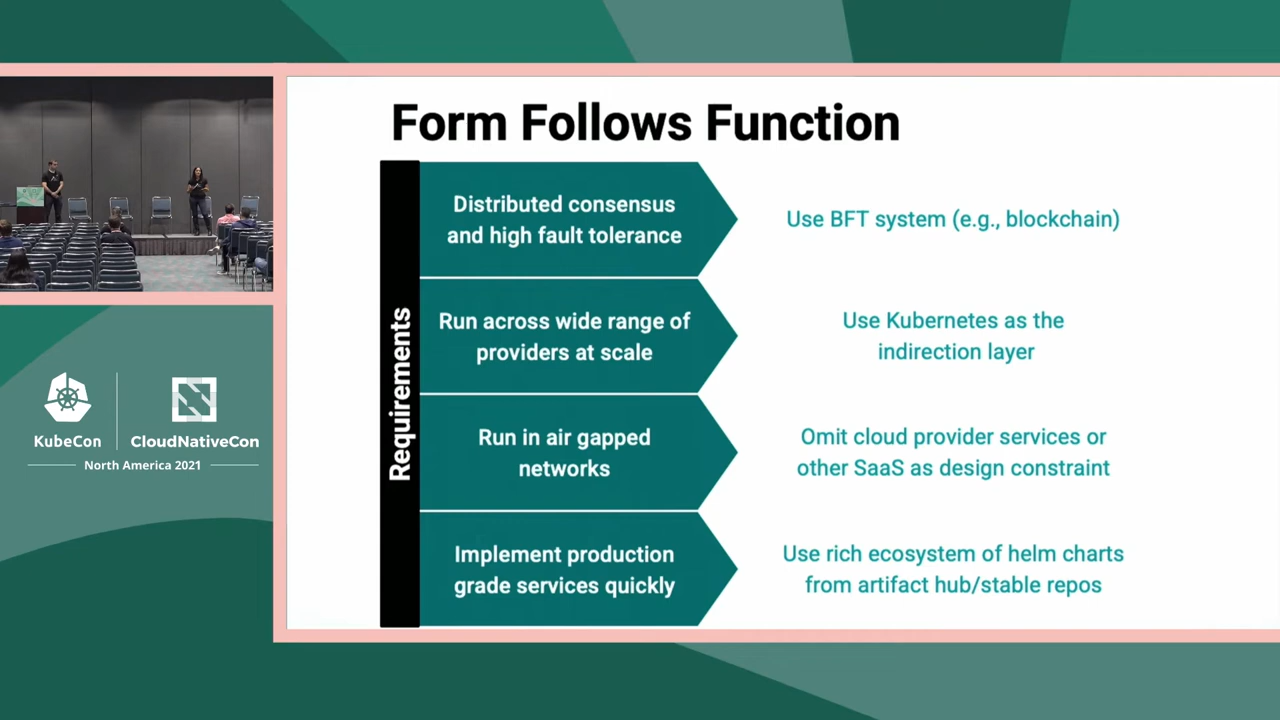 Form Follows Function
Requirements
Distributed consensus
and high fault tolerance
Use BFT system (e.g., blockchain)
Run across wide range of
providers at scale
Use Kubernetes as the
indirection layer
Run in air gapped
networks
Omit cloud provider services or
other SaaS as design constraint
Implement production
grade services quickly
Use rich ecosystem of helm charts
from artifact hub/stable repos
KubeCon
CloudNativeCon
North America 2021